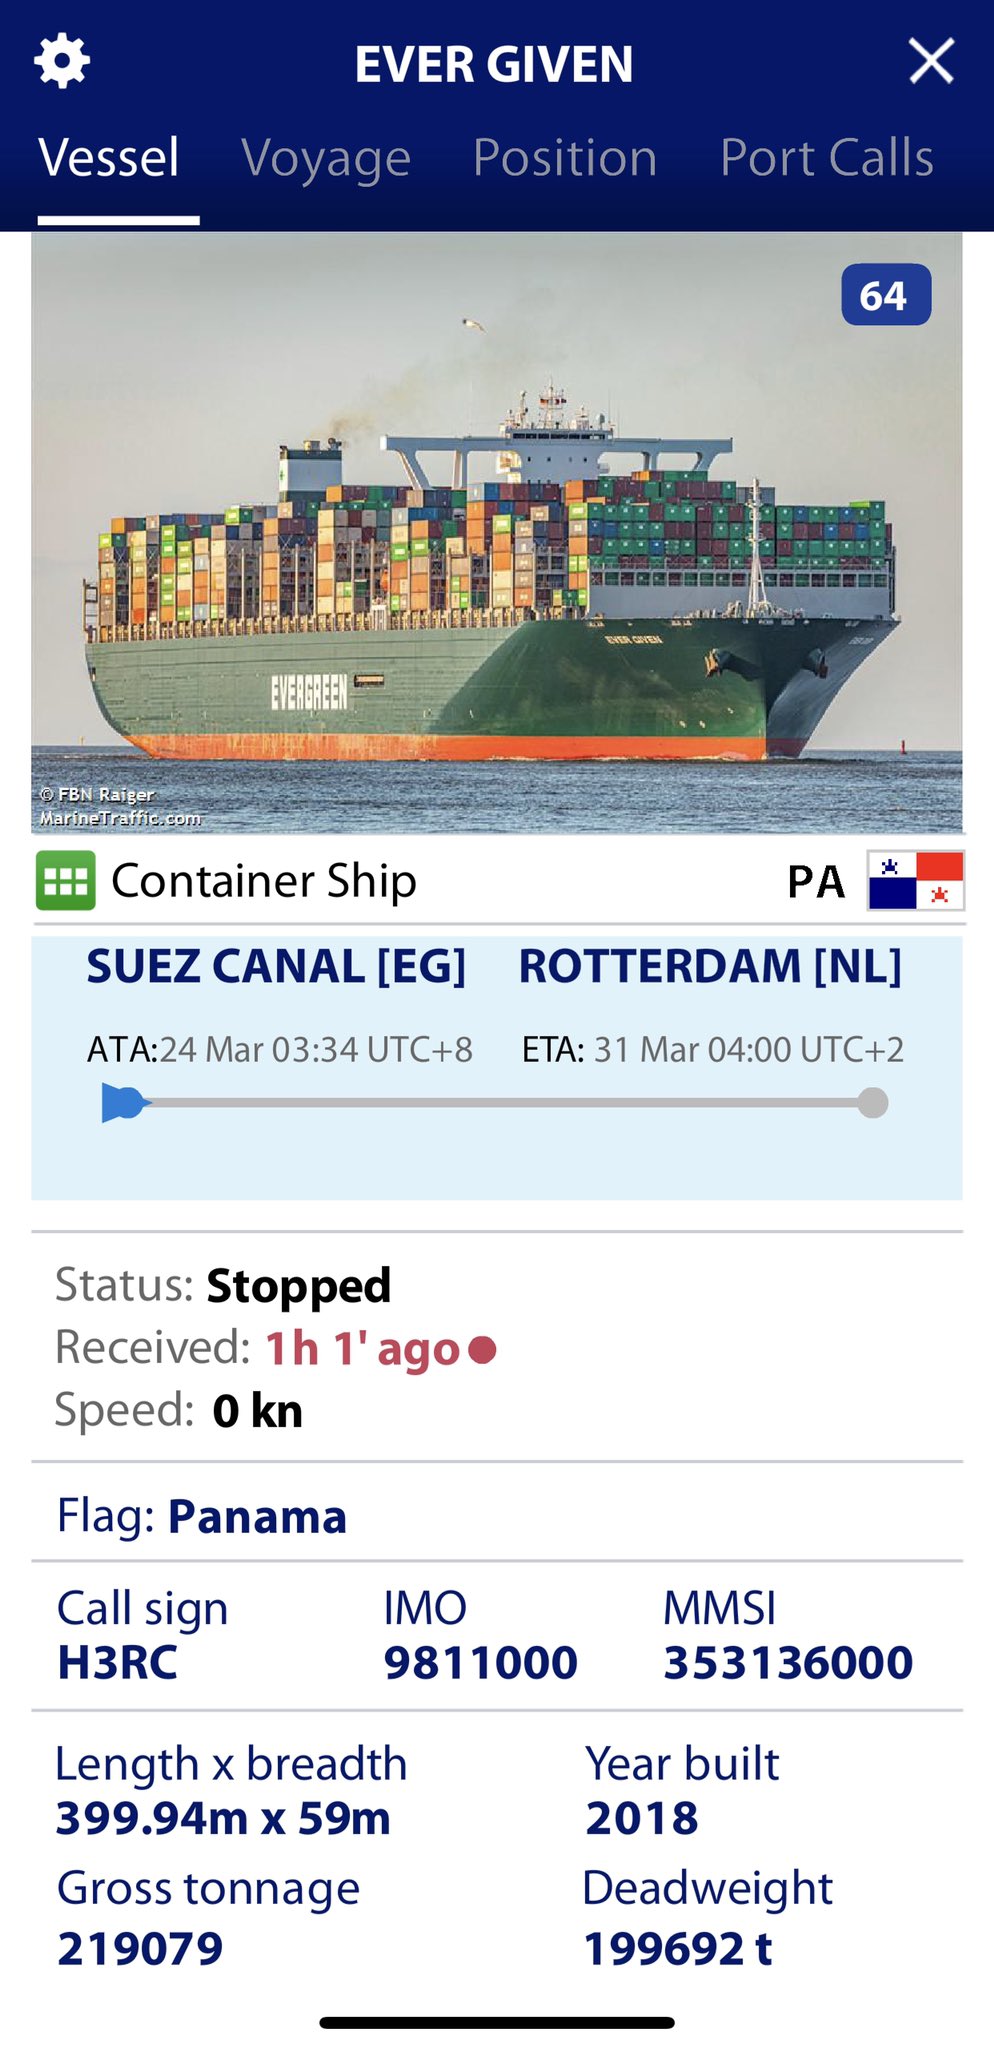 EVER GIVEN
Vessel Voyage Position Port Calls
64
EVER GIVEN
EVERGREEN
© FBN Raiger
MarineTraffic.com
Container Ship PA
SUEZ CANAL [EG] ROTTERDAM [NL]
ATA:24 Mar 03:34 UTC+8 ETA: 31 Mar 04:00 UTC+2
Status: Stopped
Received: 1h 1' ago
Speed: 0 kn
Flag: Panama
Call sign IMO MMSI
H3RC 9811000 353136000
Length x breadth Year built
399.94m x 59m 2018
Gross tonnage Deadweight
219079 199692 t